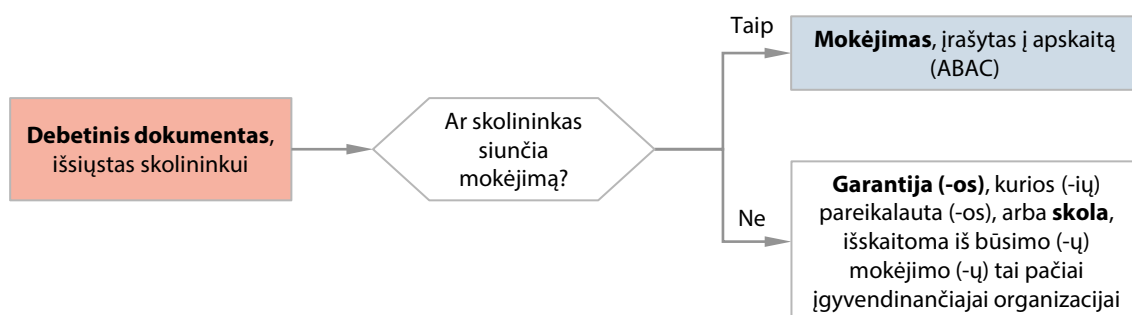 Debetinis dokumentas,
išsiųstas skolininkui
Ar skolininkas
siunčia
mokėjimą?
Taip
Mokėjimas, įrašytas į apskaitą
(ABAC)
Ne
Garantija (-os), kurios (-ių)
pareikalauta (-os), arba skola,
išskaitoma iš būsimo (-ų)
mokėjimo (-ų) tai pačiai
įgyvendinančiajai organizacijai